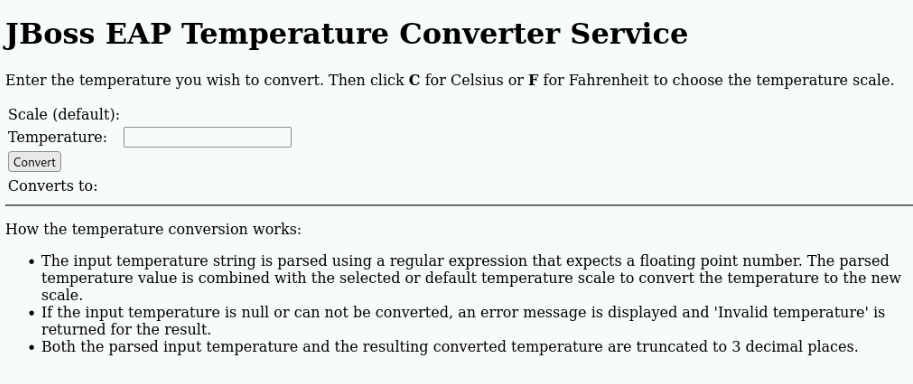 JBoss EAP Temperature Converter Service
Enter the temperature you wish to convert. Then click C for Celsius or F for Fahrenheit to choose the temperature scale.
Scale (default):
Temperature:
Convert
Converts to:
How the temperature conversion works:
• The input temperature string is parsed using a regular expression that expects a floating point number. The parsed
temperature value is combined with the selected or default temperature scale to convert the temperature to the new
scale.
• If the input temperature is null or can not be converted, an error message is displayed and 'Invalid temperature' is
returned for the result.
• Both the parsed input temperature and the resulting converted temperature are truncated to 3 decimal places.